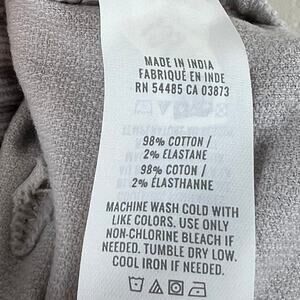 MADE IN INDIA
FABRIQUÉ EN INDE
RN 54485 CA 03873
98% COTTON /
2% ELASTANE
98% COTON /
2% ÉLASTHANNE
MACHINE WASH COLD WITH
LIKE COLORS. USE ONLY
NON-CHLORINE BLEACH IF
NEEDED. TUMBLE DRY LOW.
COOL IRON IF NEEDED.